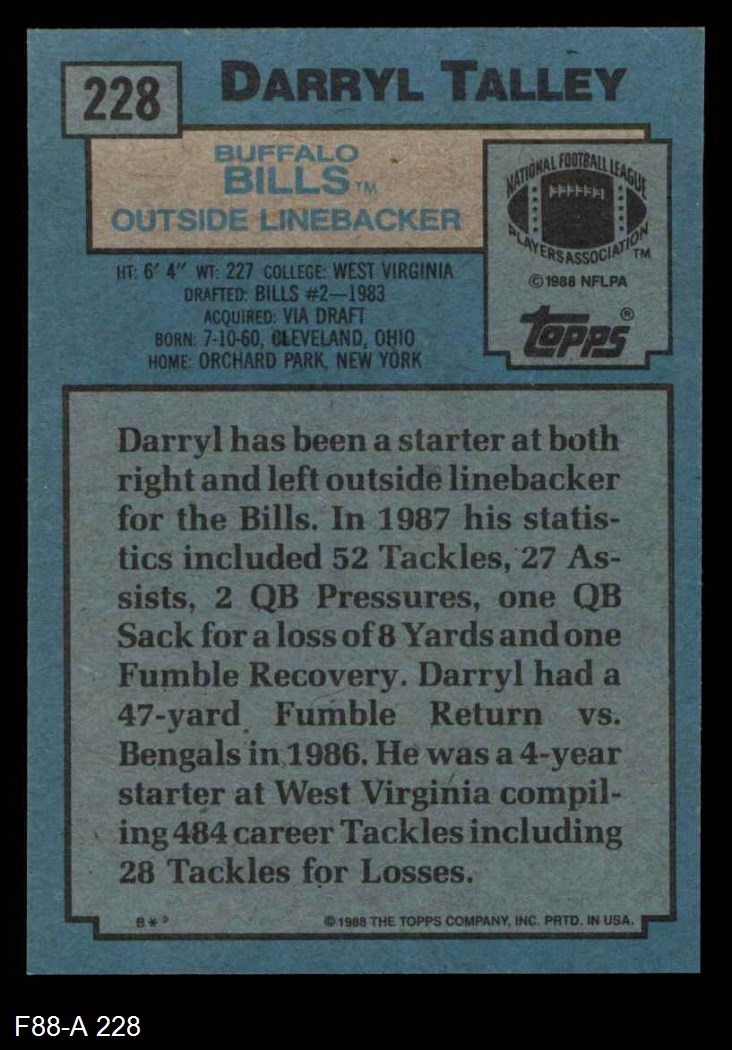 228
DARRYL TALLEY
BUFFALO
BILLS™
OUTSIDE LINEBACKER
NATIONAL FOOTBALL LEAGUE
PLAYERS ASSOCIATION™
©1988 NFLPA
Topps®
HT: 6' 4" WT: 227 COLLEGE: WEST VIRGINIA
DRAFTED: BILLS #2—1983
ACQUIRED: VIA DRAFT
BORN: 7-10-60, CLEVELAND, OHIO
HOME: ORCHARD PARK, NEW YORK
Darryl has been a starter at both
right and left outside linebacker
for the Bills. In 1987 his statis-
tics included 52 Tackles, 27 As-
sists, 2 QB Pressures, one QB
Sack for a loss of 8 Yards and one
Fumble Recovery. Darryl had a
47-yard Fumble Return vs.
Bengals in 1986. He was a 4-year
starter at West Virginia compil-
ing 484 career Tackles including
28 Tackles for Losses.
B**
©1988 THE TOPPS COMPANY, INC. PRTD. IN USA.
F88-A 228